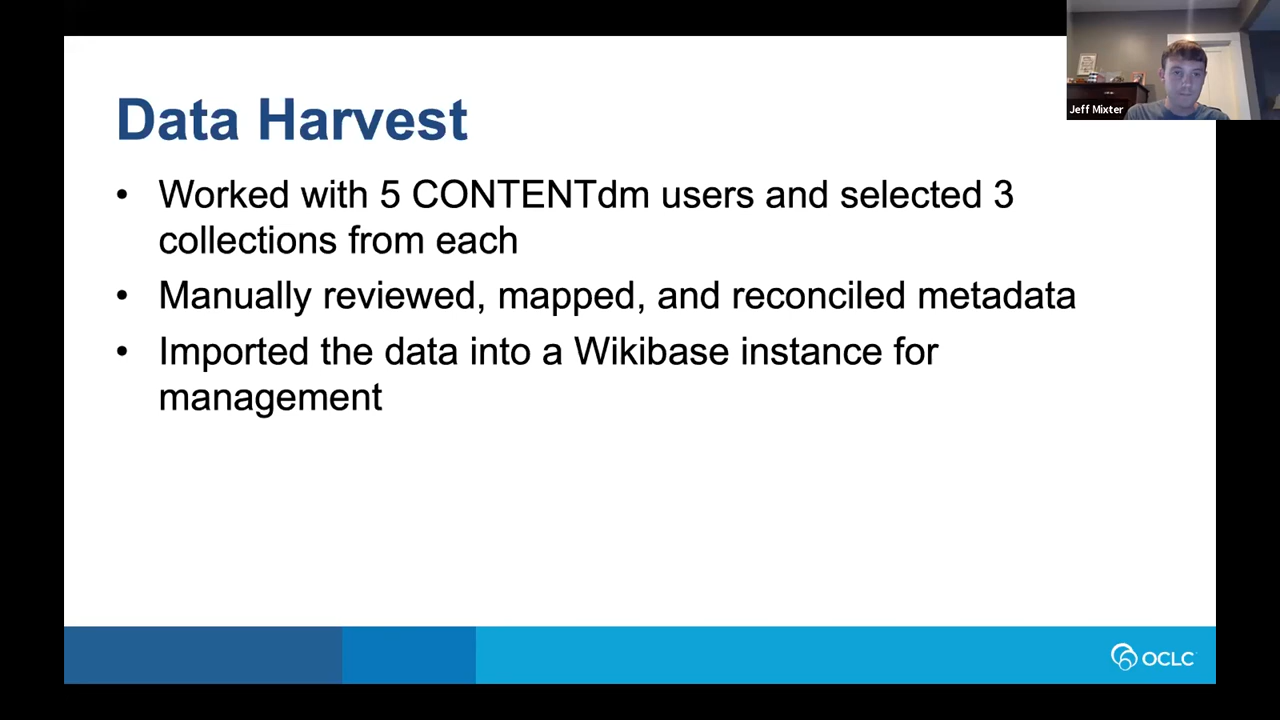 Jeff Mixter
Data Harvest
• Worked with 5 CONTENTdm users and selected 3
collections from each
• Manually reviewed, mapped, and reconciled metadata
• Imported the data into a Wikibase instance for
management
OCLC